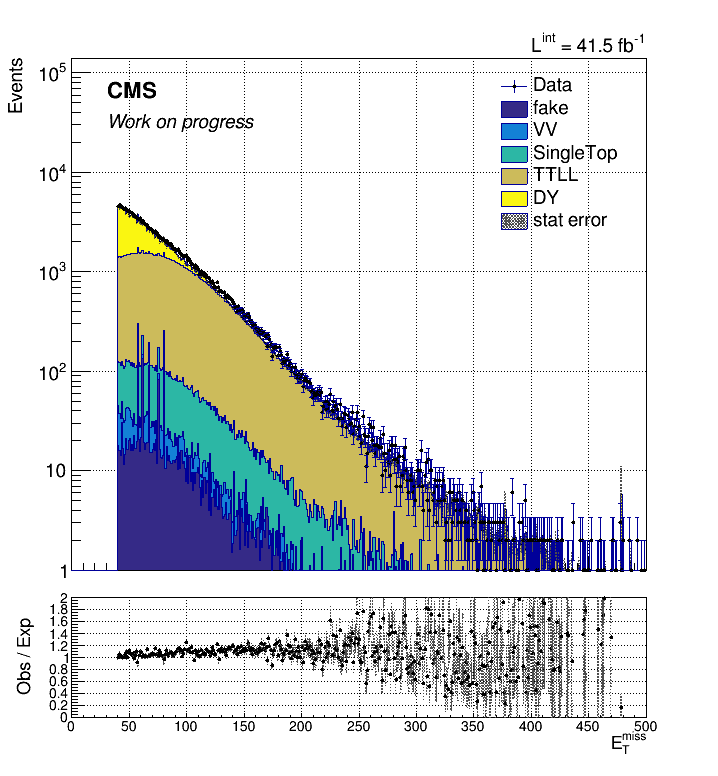 L^int = 41.5 fb^-1
Events
10^5
10^4
10^3
10^2
10
1
CMS
Work on progress
Data
fake
VV
SingleTop
TTLL
DY
stat error
Obs / Exp
2
1.8
1.6
1.4
1.2
1
0.8
0.6
0.4
0.2
0
0 50 100 150 200 250 300 350 400 450 500
E_T^miss